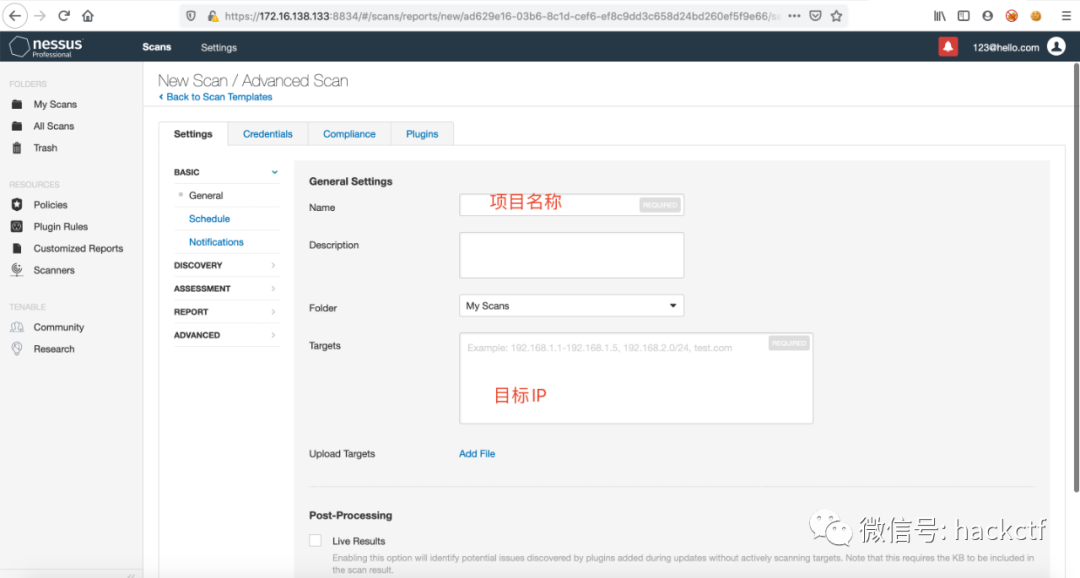 https://172.16.138.133:8834/#/scans/reports/new/ad629e16-03b6-8c1d-cef6-ef8c9dd3c658d24bd260ef5f9e66/
nessus Professional
Scans
Settings
123@hello.com
FOLDERS
My Scans
All Scans
Trash
RESOURCES
Policies
Plugin Rules
Customized Reports
Scanners
TENABLE
Community
Research
New Scan / Advanced Scan
Back to Scan Templates
Settings
Credentials
Compliance
Plugins
BASIC
General
Schedule
Notifications
DISCOVERY
ASSESSMENT
REPORT
ADVANCED
General Settings
Name
项目名称
REQUIRED
Description
Folder
My Scans
Targets
Example: 192.168.1.1-192.168.1.5, 192.168.2.0/24, test.com
REQUIRED
目标IP
Upload Targets
Add File
Post-Processing
Live Results
Enabling this option will identify potential issues discovered by plugins added during updates without actively scanning targets. Note that this requires the KB to be included in
the scan result.
微信号: hackctf